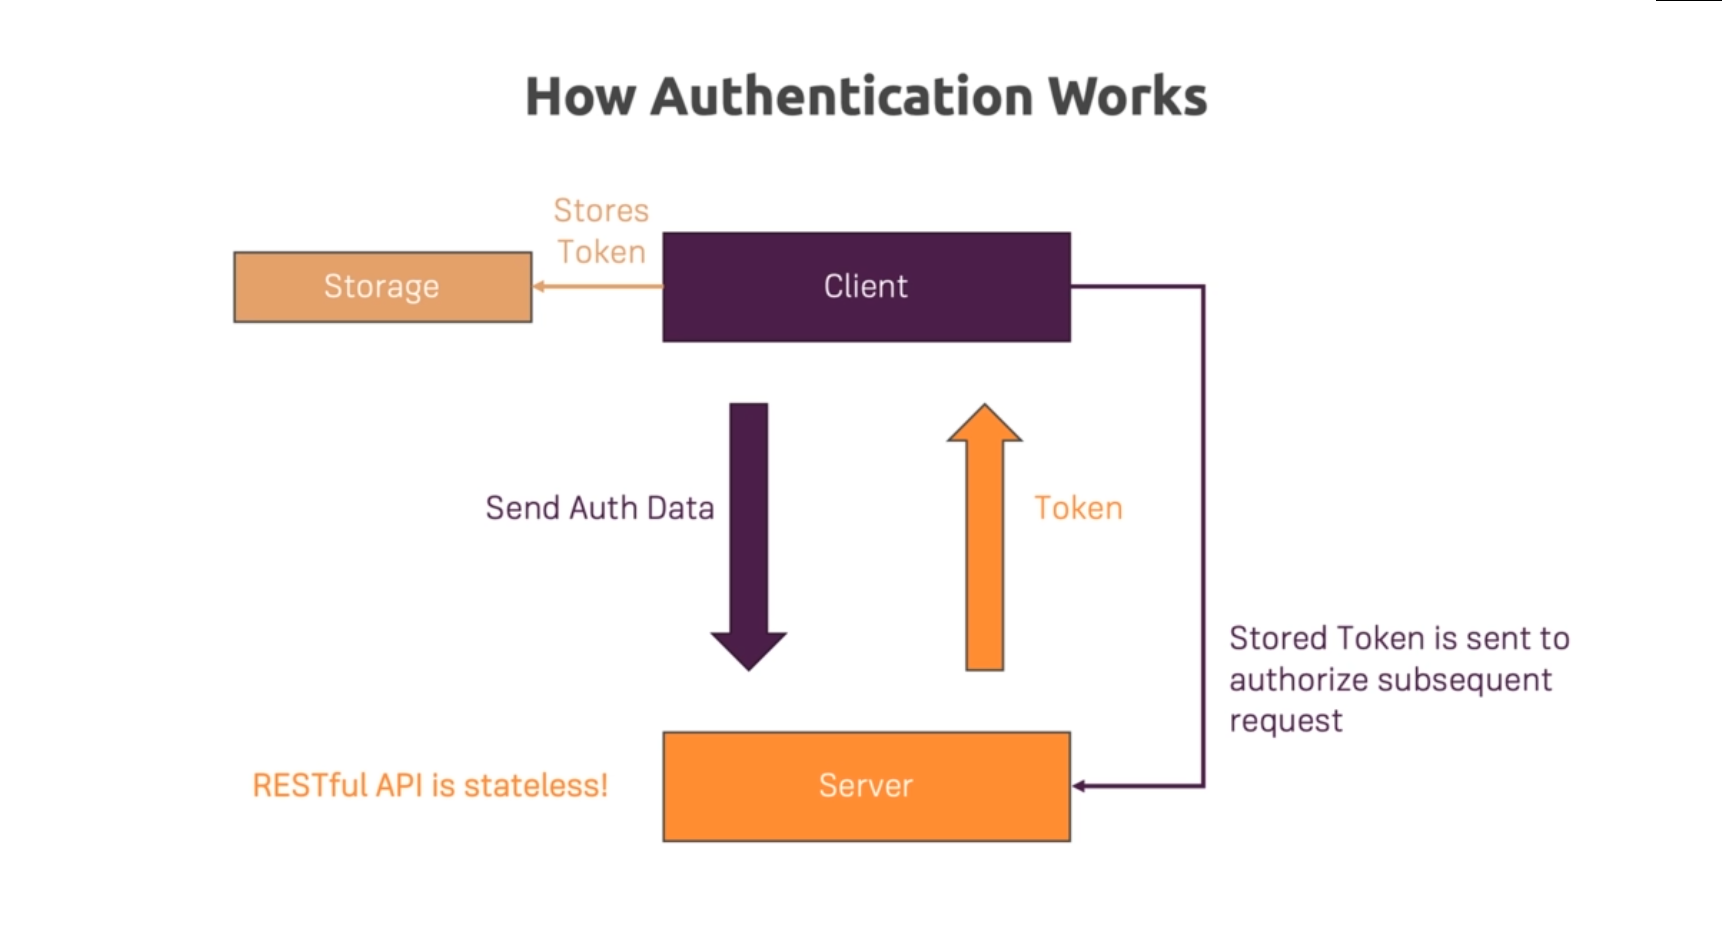 How Authentication Works
Stores
Token
Storage
Client
Send Auth Data
Token
Stored Token is sent to
authorize subsequent
request
RESTful API is stateless!
Server